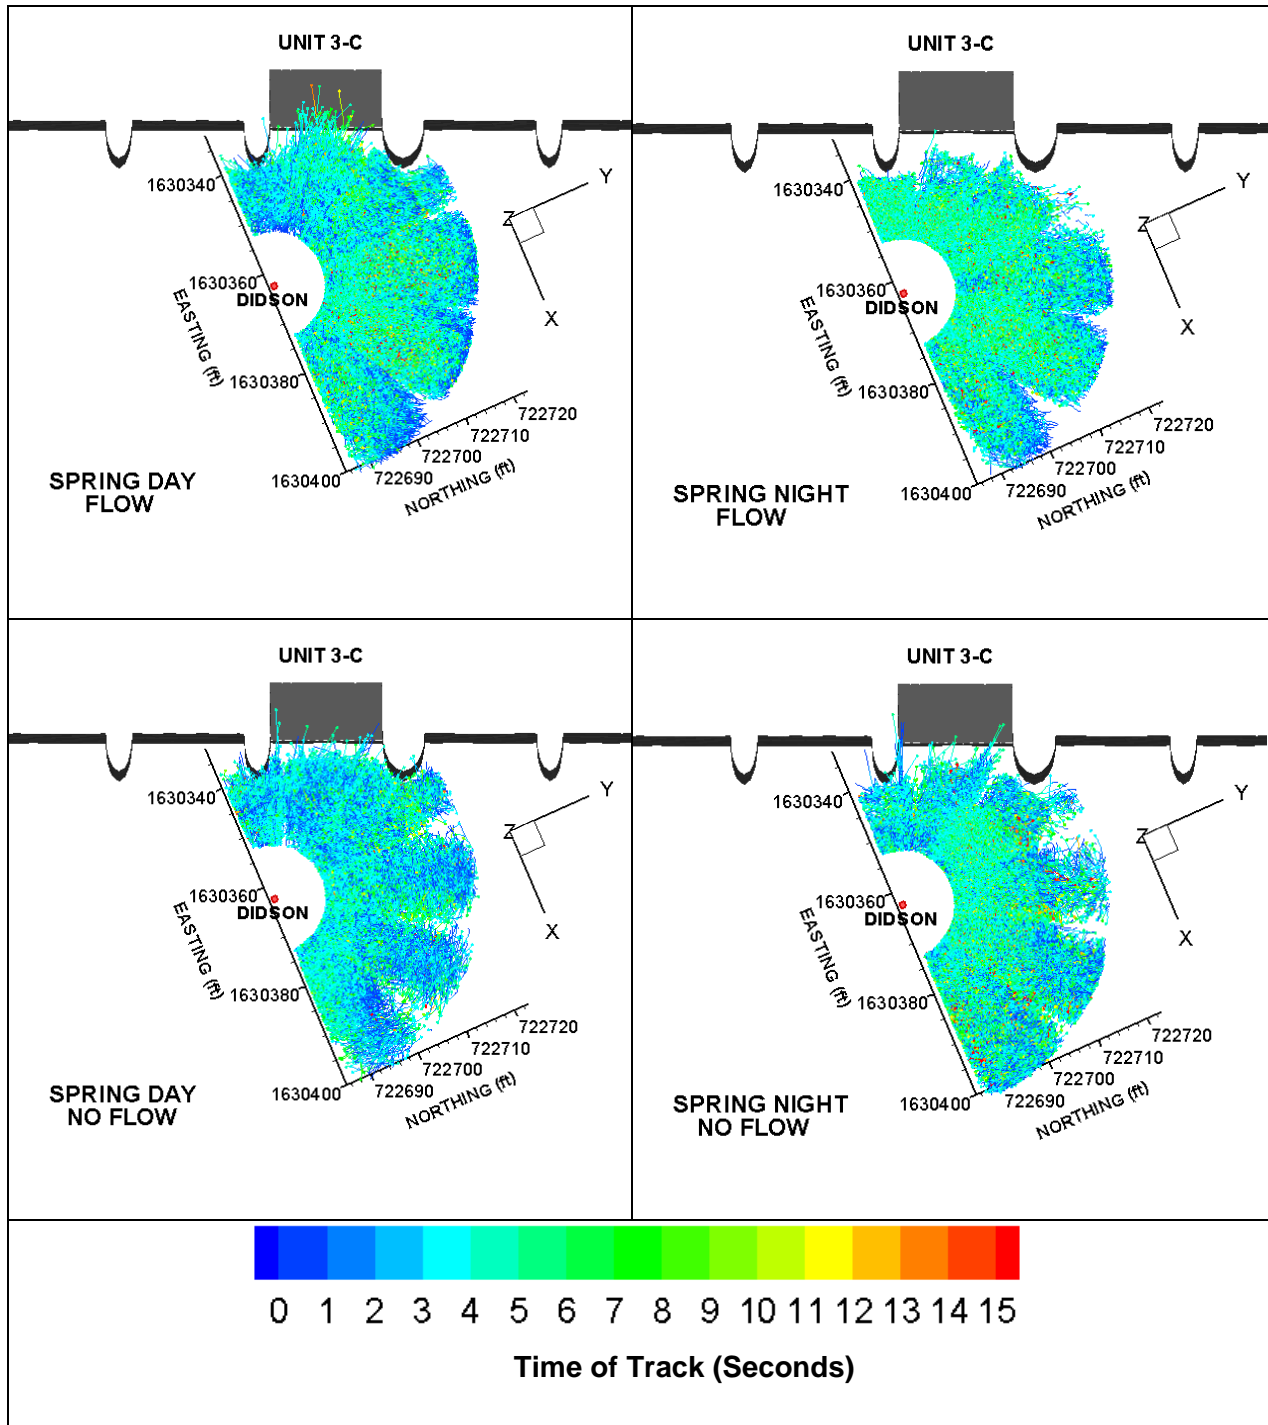 UNIT 3-C
1630340
Y
Z
1630360
DIDSON
EASTING (ft)
X
1630380
722720
722710
722700
722690
1630400
NORTHING (ft)
SPRING DAY
FLOW
UNIT 3-C
1630340
Y
Z
1630360
DIDSON
EASTING (ft)
X
1630380
722720
722710
722700
722690
1630400
NORTHING (ft)
SPRING NIGHT
FLOW
UNIT 3-C
1630340
Y
Z
1630360
DIDSON
EASTING (ft)
X
1630380
722720
722710
722700
722690
1630400
NORTHING (ft)
SPRING DAY
NO FLOW
UNIT 3-C
1630340
Y
Z
1630360
DIDSON
EASTING (ft)
X
1630380
722720
722710
722700
722690
1630400
NORTHING (ft)
SPRING NIGHT
NO FLOW
0 1 2 3 4 5 6 7 8 9 10 11 12 13 14 15
Time of Track (Seconds)